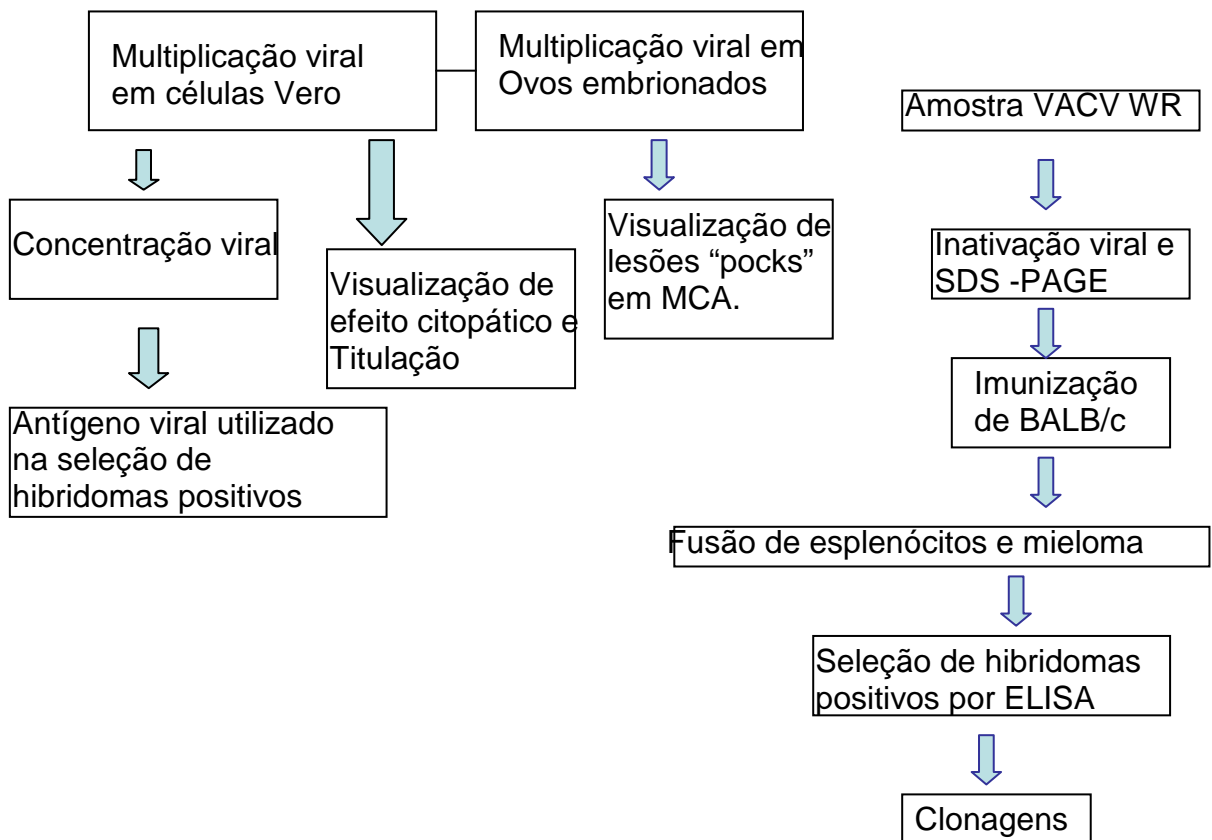 Multiplicação viral
em células Vero
Multiplicação viral em
Ovos embrionados
Amostra VACV WR
Concentração viral
Visualização de
efeito citopático e
Titulação
Visualização de
lesões “pocks”
em MCA.
Inativação viral e
SDS -PAGE
Imunização
de BALB/c
Antígeno viral utilizado
na seleção de
hibridomas positivos
Fusão de esplenócitos e mieloma
Seleção de hibridomas
positivos por ELISA
Clonagens